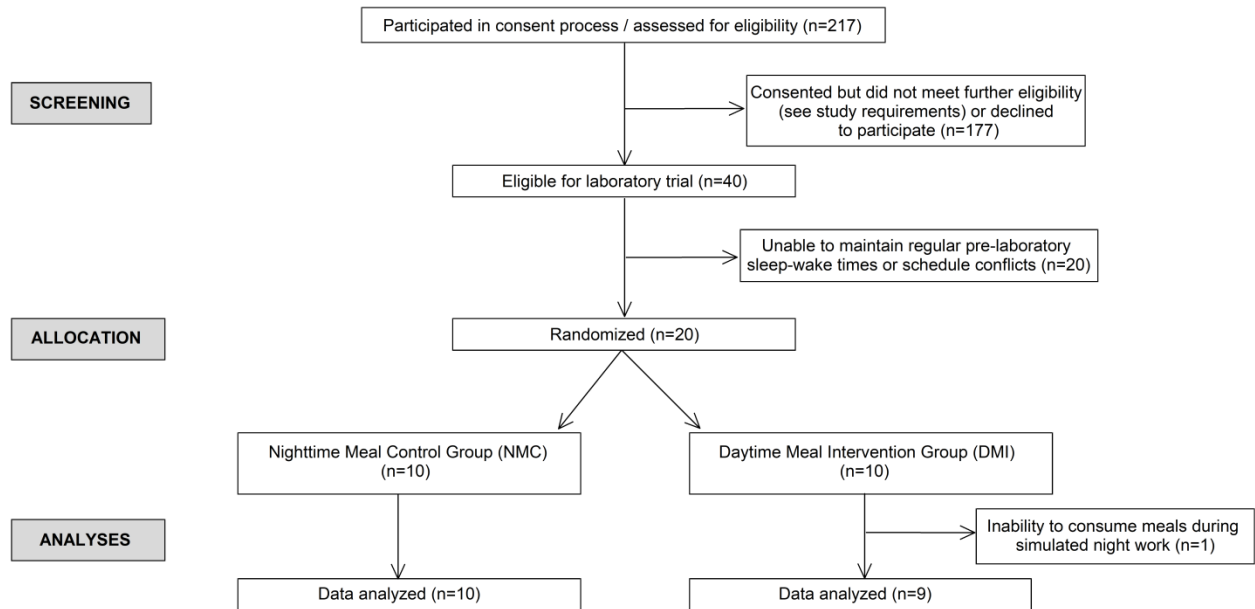 Participated in consent process / assessed for eligibility (n=217)
SCREENING
Consented but did not meet further eligibility
(see study requirements) or declined
to participate (n=177)
Eligible for laboratory trial (n=40)
Unable to maintain regular pre-laboratory
sleep-wake times or schedule conflicts (n=20)
ALLOCATION
Randomized (n=20)
Nighttime Meal Control Group (NMC)
(n=10)
Daytime Meal Intervention Group (DMI)
(n=10)
ANALYSES
Inability to consume meals during
simulated night work (n=1)
Data analyzed (n=10)
Data analyzed (n=9)